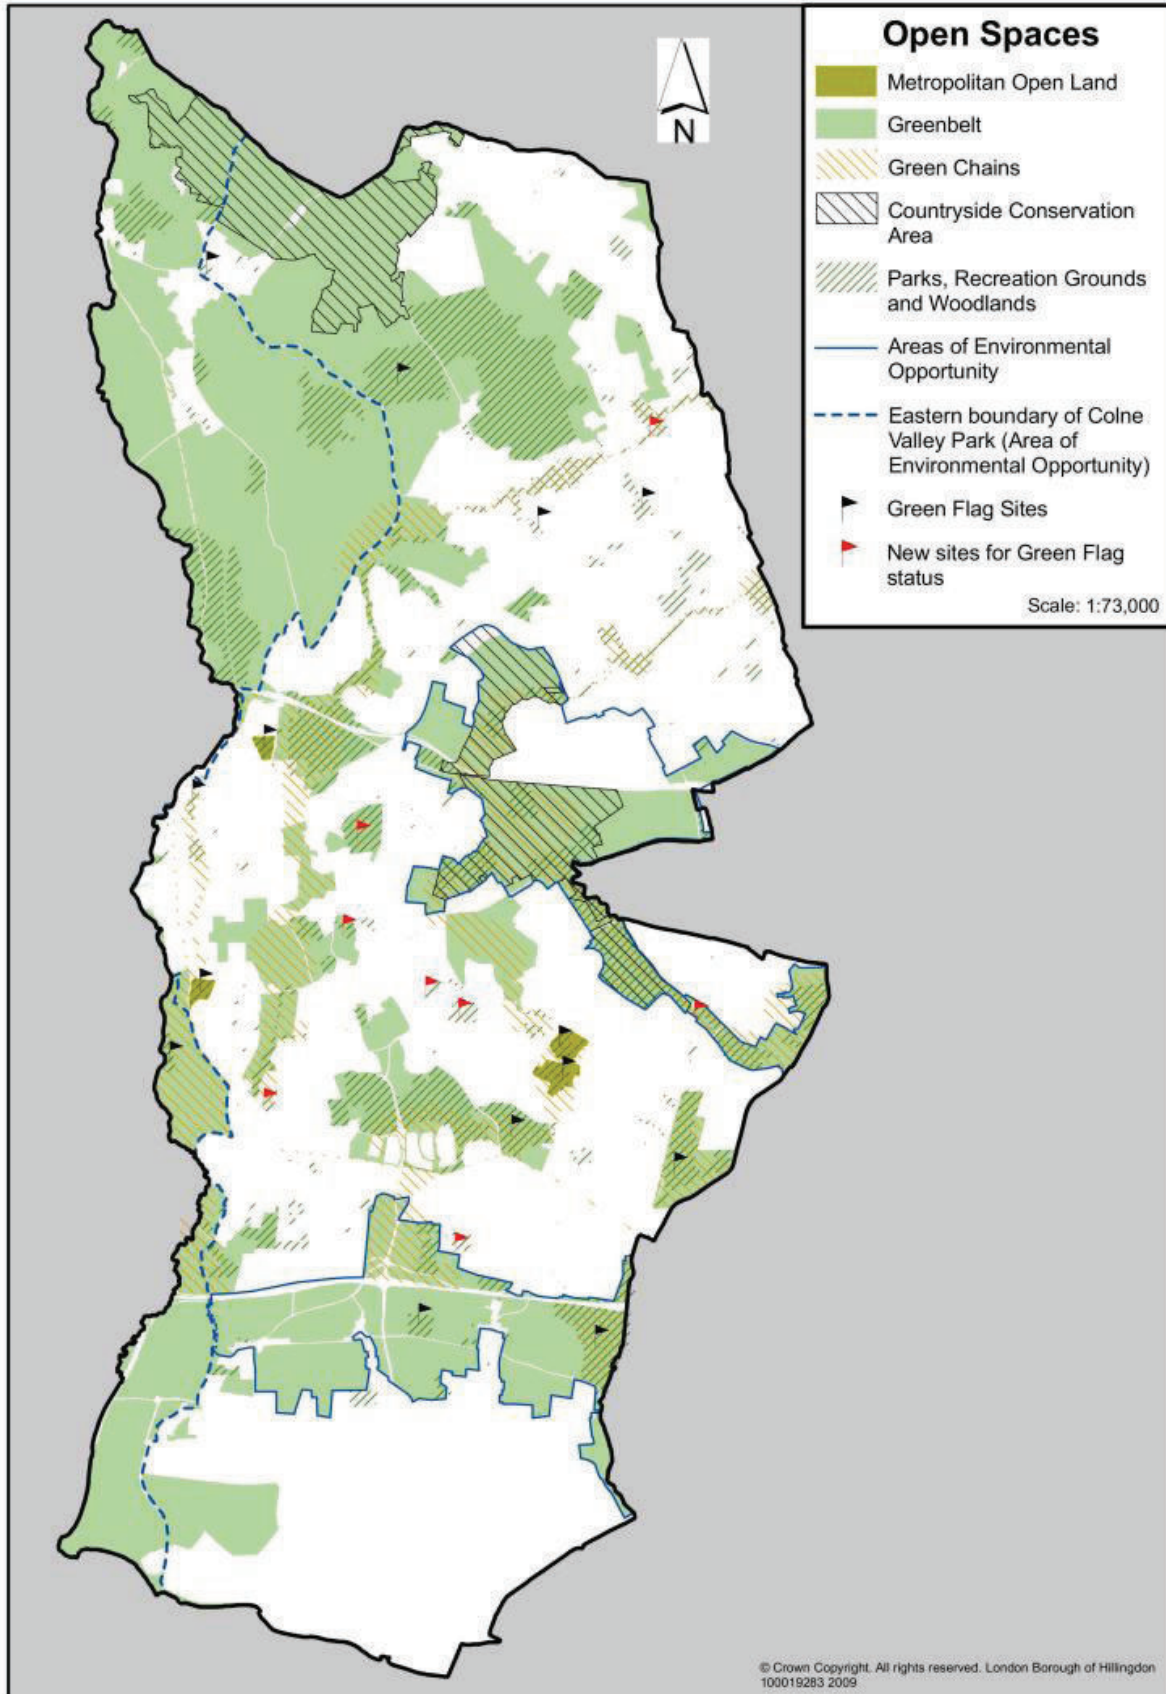 Open Spaces
Metropolitan Open Land
Greenbelt
Green Chains
Countryside Conservation
Area
Parks, Recreation Grounds
and Woodlands
Areas of Environmental
Opportunity
Eastern boundary of Colne
Valley Park (Area of
Environmental Opportunity)
Green Flag Sites
New sites for Green Flag
status
Scale: 1:73,000
N
© Crown Copyright. All rights reserved. London Borough of Hillingdon
100019283 2009